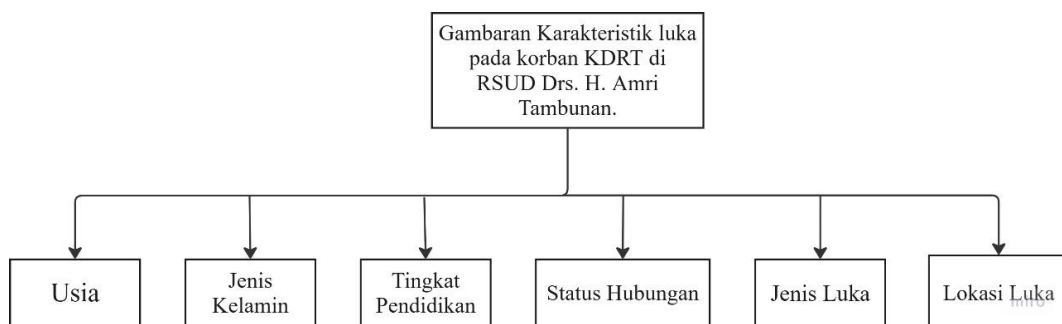 Gambaran Karakteristik luka
pada korban KDRT di
RSUD Drs. H. Amri
Tambunan.
Usia
Jenis
Kelamin
Tingkat
Pendidikan
Status Hubungan
Jenis Luka
Lokasi Luka
miro